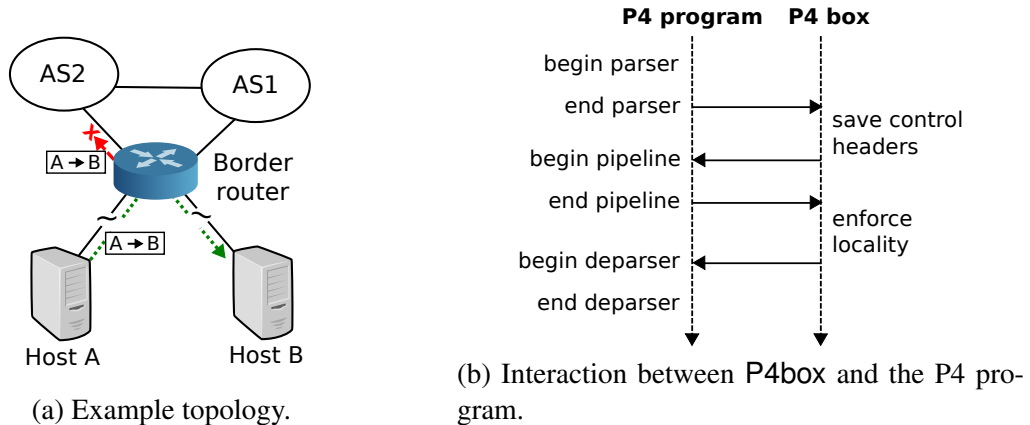 AS2
AS1
A → B
Border
router
A → B
Host A
Host B
(a) Example topology.
P4 program
P4 box
begin parser
end parser
save control
headers
begin pipeline
end pipeline
enforce
locality
begin deparser
end deparser
(b) Interaction between P4box and the P4 pro-
gram.